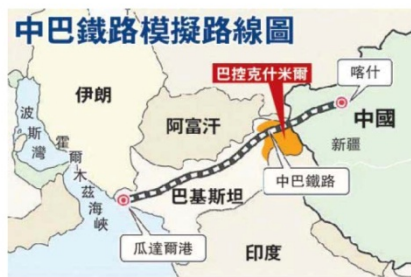 中巴鐵路模擬路線圖
巴控克什米爾
喀什
伊朗
中國
波斯灣
阿富汗
新疆
霍爾木茲海峽
中巴鐵路
巴基斯坦
瓜達爾港
印度